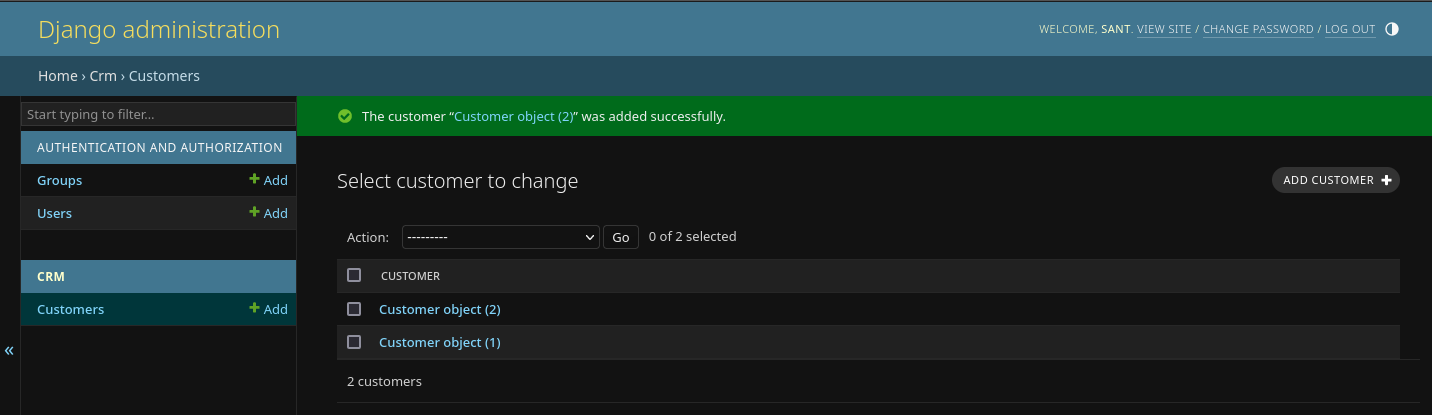 Django administration
WELCOME, SANT. VIEW SITE / CHANGE PASSWORD / LOG OUT
Home › Crm › Customers
Start typing to filter...
The customer “Customer object (2)” was added successfully.
AUTHENTICATION AND AUTHORIZATION
Groups + Add
Users + Add
CRM
Customers + Add
«
Select customer to change
ADD CUSTOMER +
Action: --------- Go 0 of 2 selected
CUSTOMER
Customer object (2)
Customer object (1)
2 customers